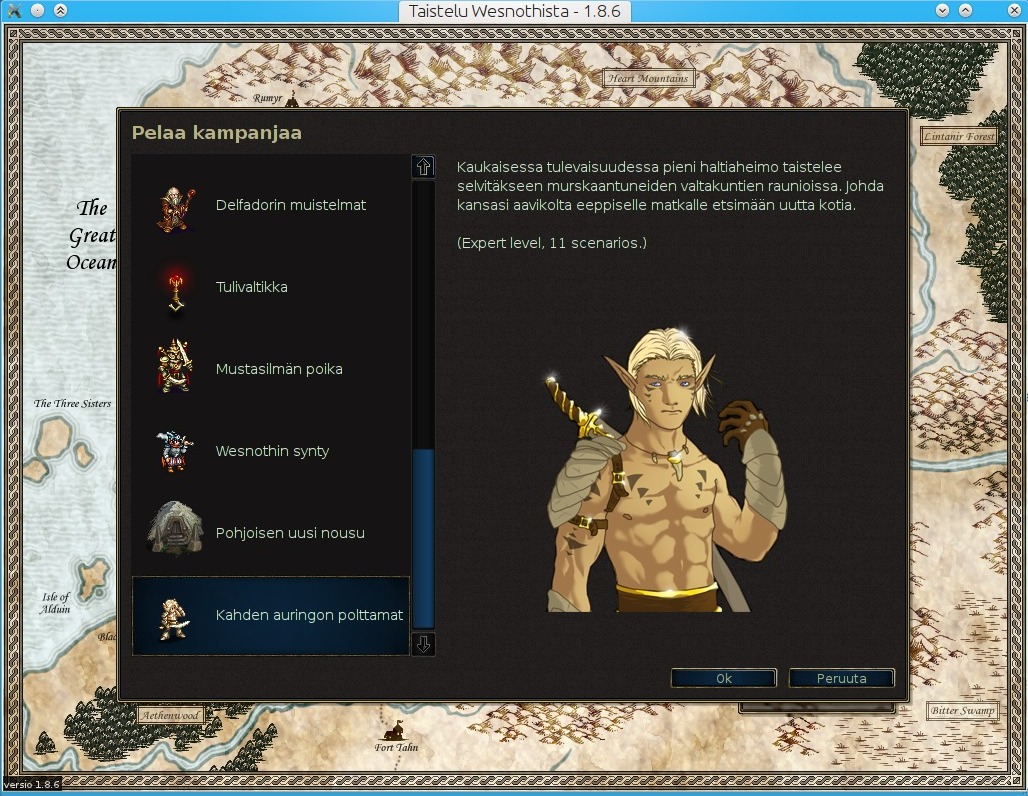 Taistelu Wesnothista - 1.8.6
Heart Mountains
Rumyr
Lintanir Forest
Pelaa kampanjaa
Kaukaisessa tulevaisuudessa pieni haltiaheimo taistelee
selvitäkseen murskaantuneiden valtakuntien raunioissa. Johda
kansasi aavikolta eeppiselle matkalle etsimään uutta kotia.
(Expert level, 11 scenarios.)
The
Great
Ocean
Delfadorin muistelmat
Tulivaltikka
Mustasilmän poika
The Three Sisters
Wesnothin synty
Pohjoisen uusi nousu
Isle of
Alduin
Kahden auringon polttamat
Blac
Ok
Peruuta
Aethenwood
Bitter Swamp
Fort Tahn
versio 1.8.6